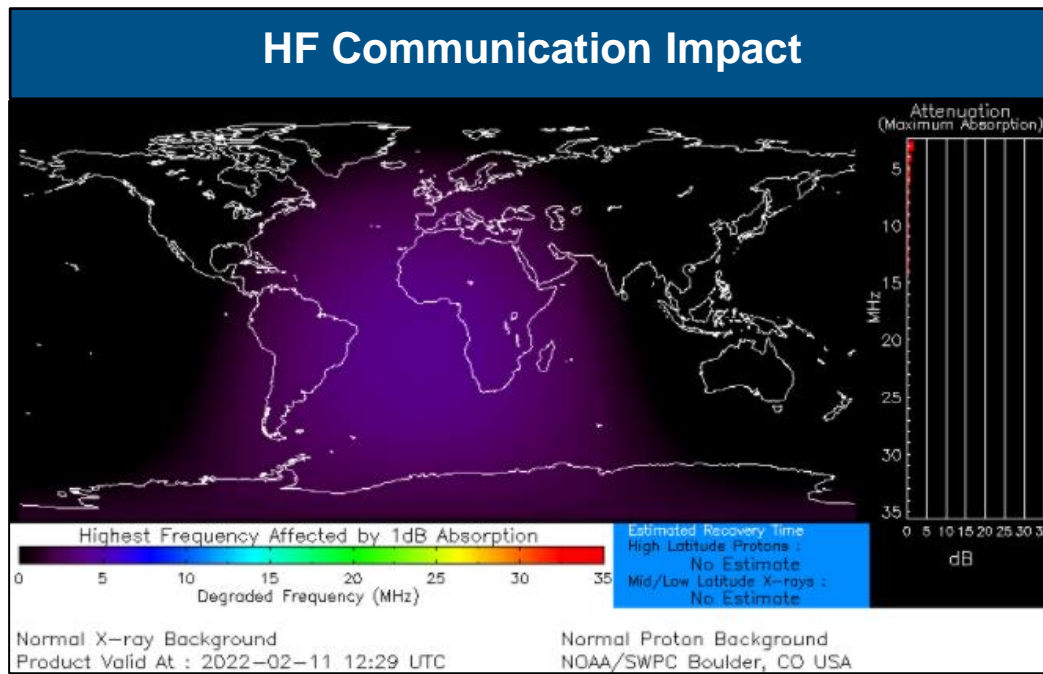 HF Communication Impact
Attenuation
(Maximum Absorption)
5
10
15
20
25
30
35
MHz
0 5 10 15 20 25 30
dB
Highest Frequency Affected by 1dB Absorption
0 5 10 15 20 25 30 35
Degraded Frequency (MHz)
Estimated Recovery Time
High Latitude Protons :
No Estimate
Mid/Low Latitude X-rays :
No Estimate
Normal X-ray Background
Product Valid At : 2022-02-11 12:29 UTC
Normal Proton Background
NOAA/SWPC Boulder, CO USA